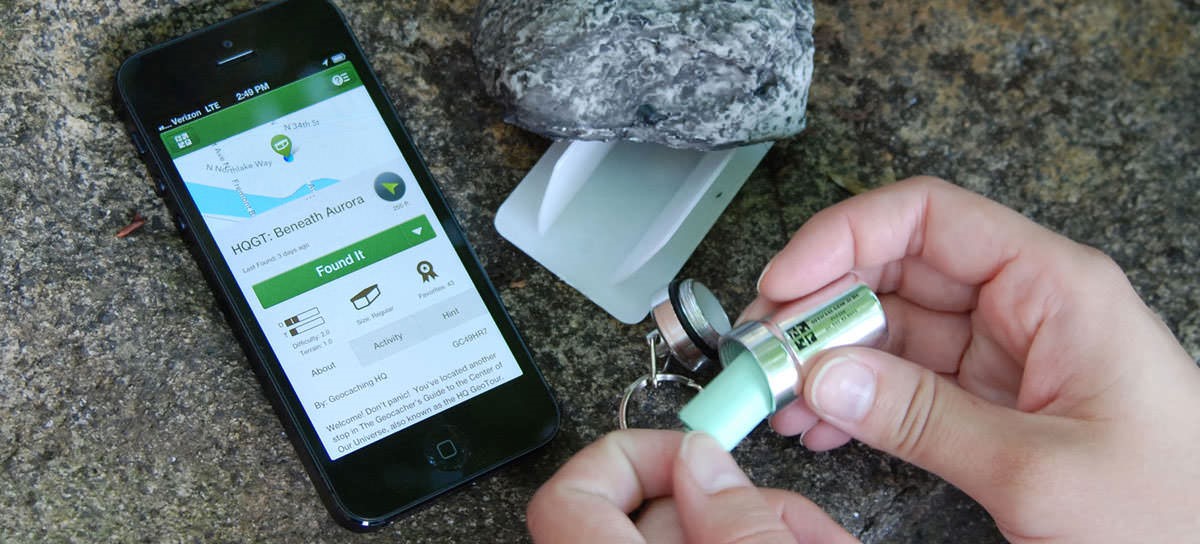 Verizon LTE 2:49 PM
N 34th St
Ave N
N Northlake Way
HQGT: Beneath Aurora
265 ft
Last Found: 3 days ago
Found It
Difficulty: 2.0
Terrain: 1.0
Size: Regular
Favorites: 43
About
Activity
Hint
By: Geocaching HQ
GC49HR7
Welcome! Don't panic! You've located another
stop in The Geocacher's Guide to the Center of
Our Universe, also known as the HQ GeoTour.